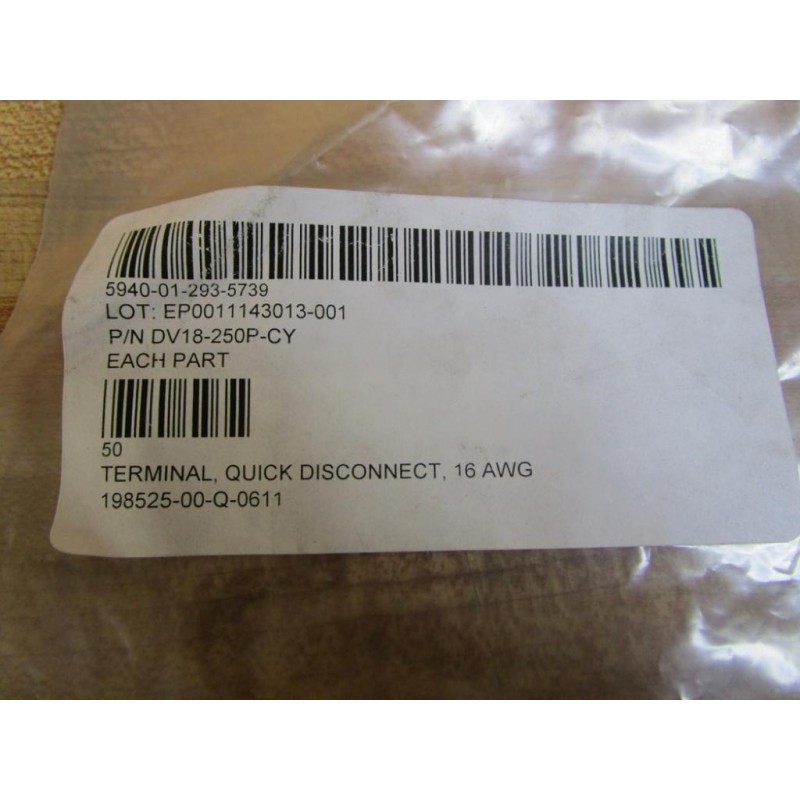 5940-01-293-5739
LOT: EP0011143013-001
P/N DV18-250P-CY
EACH PART
50
TERMINAL, QUICK DISCONNECT, 16 AWG
198525-00-Q-0611